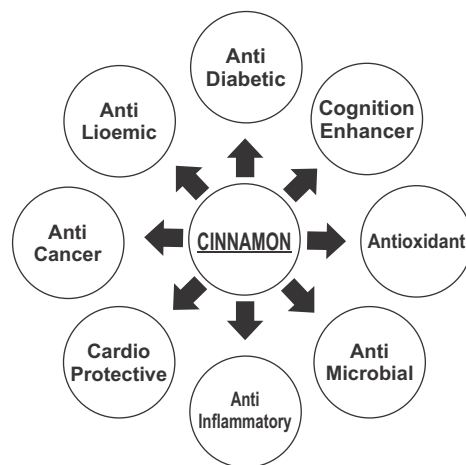 Anti
Diabetic
Cognition
Enhancer
Anti
Lioemic
CINNAMON
Antioxidant
Anti
Cancer
Cardio
Protective
Anti
Microbial
Anti
Inflammatory